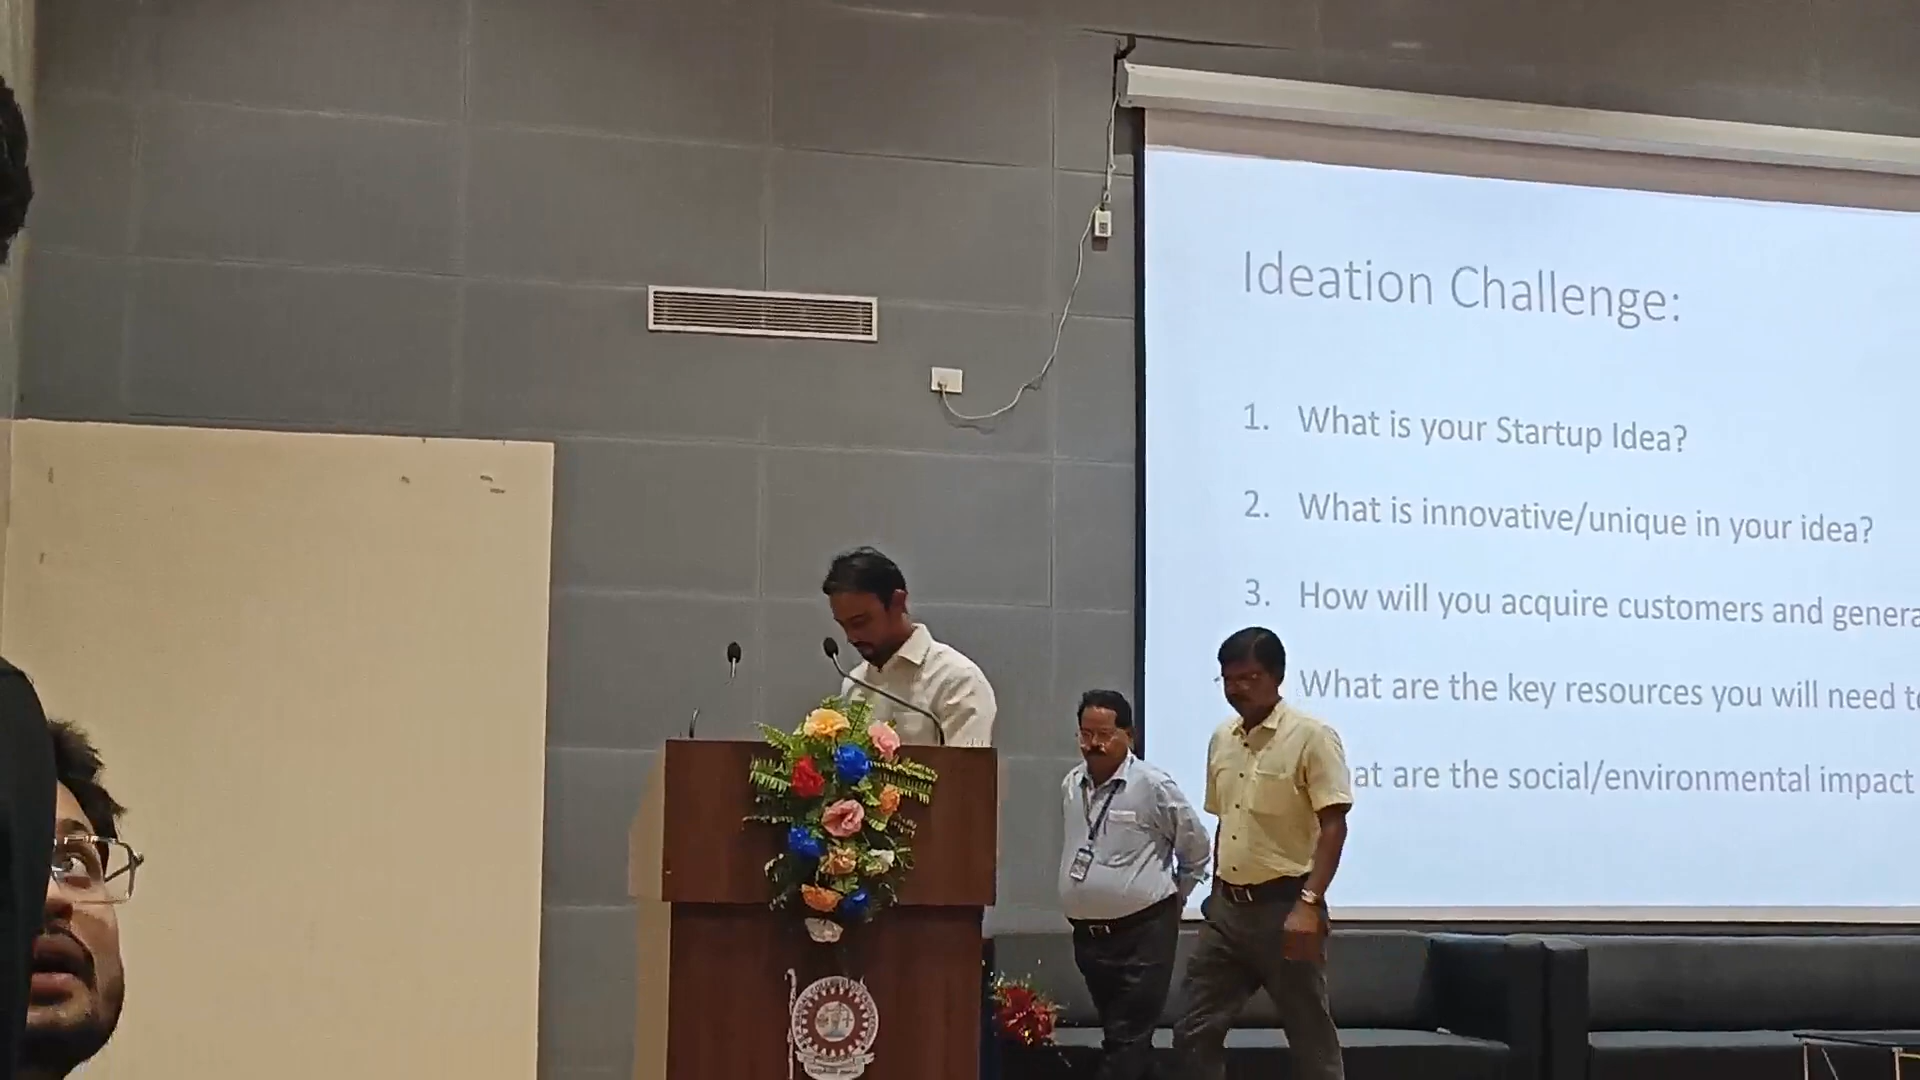 Ideation Challenge:
1. What is your Startup Idea?
2. What is innovative/unique in your idea?
3. How will you acquire customers and genera
What are the key resources you will need to
at are the social/environmental impact